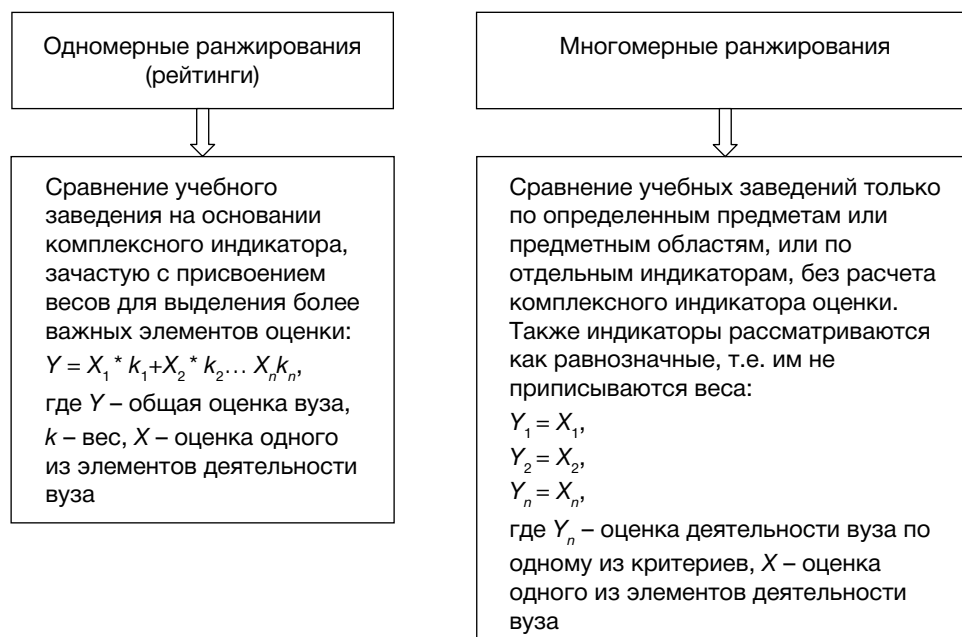 Одномерные ранжирования
(рейтинги)
Сравнение учебного
заведения на основании
комплексного индикатора,
зачастую с присвоением
весов для выделения более
важных элементов оценки:
Y = X₁ * k₁+X₂ * k₂… Xₙkₙ,
где Y – общая оценка вуза,
k – вес, X – оценка одного
из элементов деятельности
вуза
Многомерные ранжирования
Сравнение учебных заведений только
по определенным предметам или
предметным областям, или по
отдельным индикаторам, без расчета
комплексного индикатора оценки.
Также индикаторы рассматриваются
как равнозначные, т.е. им не
приписываются веса:
Y₁ = X₁,
Y₂ = X₂,
Yₙ = Xₙ,
где Yₙ – оценка деятельности вуза по
одному из критериев, X – оценка
одного из элементов деятельности
вуза